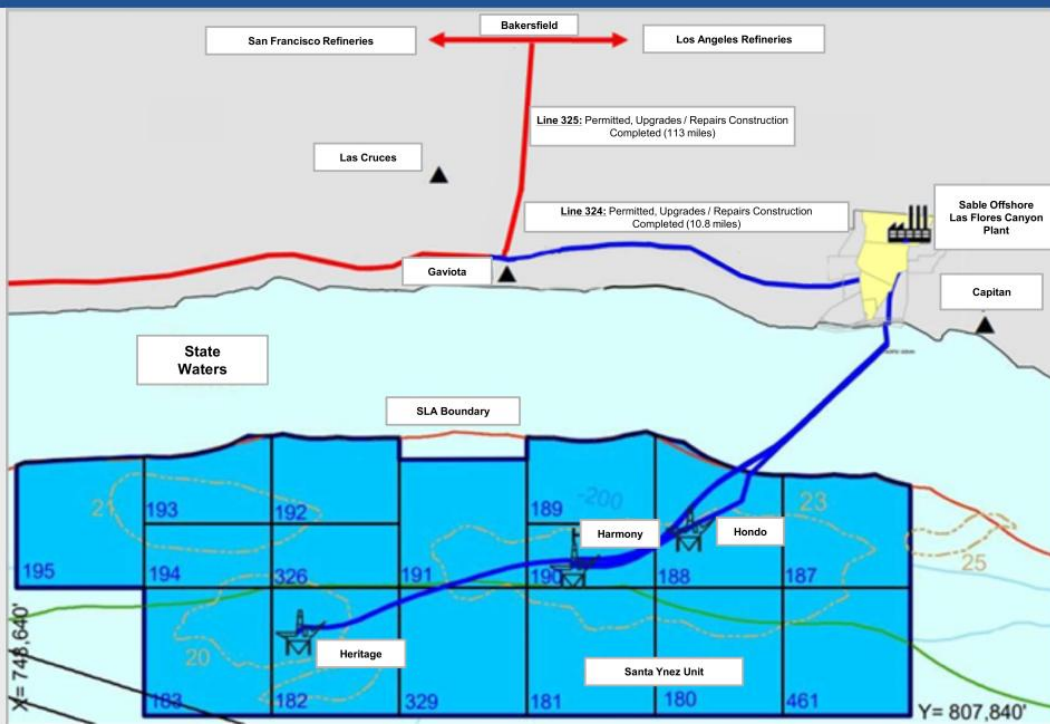 Bakersfield
San Francisco Refineries
Los Angeles Refineries
Line 325: Permitted, Upgrades / Repairs Construction
Completed (113 miles)
Las Cruces
Line 324: Permitted, Upgrades / Repairs Construction
Completed (10.8 miles)
Sable Offshore
Las Flores Canyon
Plant
Gaviota
Capitan
State
Waters
SLA Boundary
21
193
192
189
-200
23
Harmony
Hondo
25
195
194
326
191
190
188
187
X= 748,640'
20
Heritage
Santa Ynez Unit
183
182
329
181
180
461
Y= 807,840'